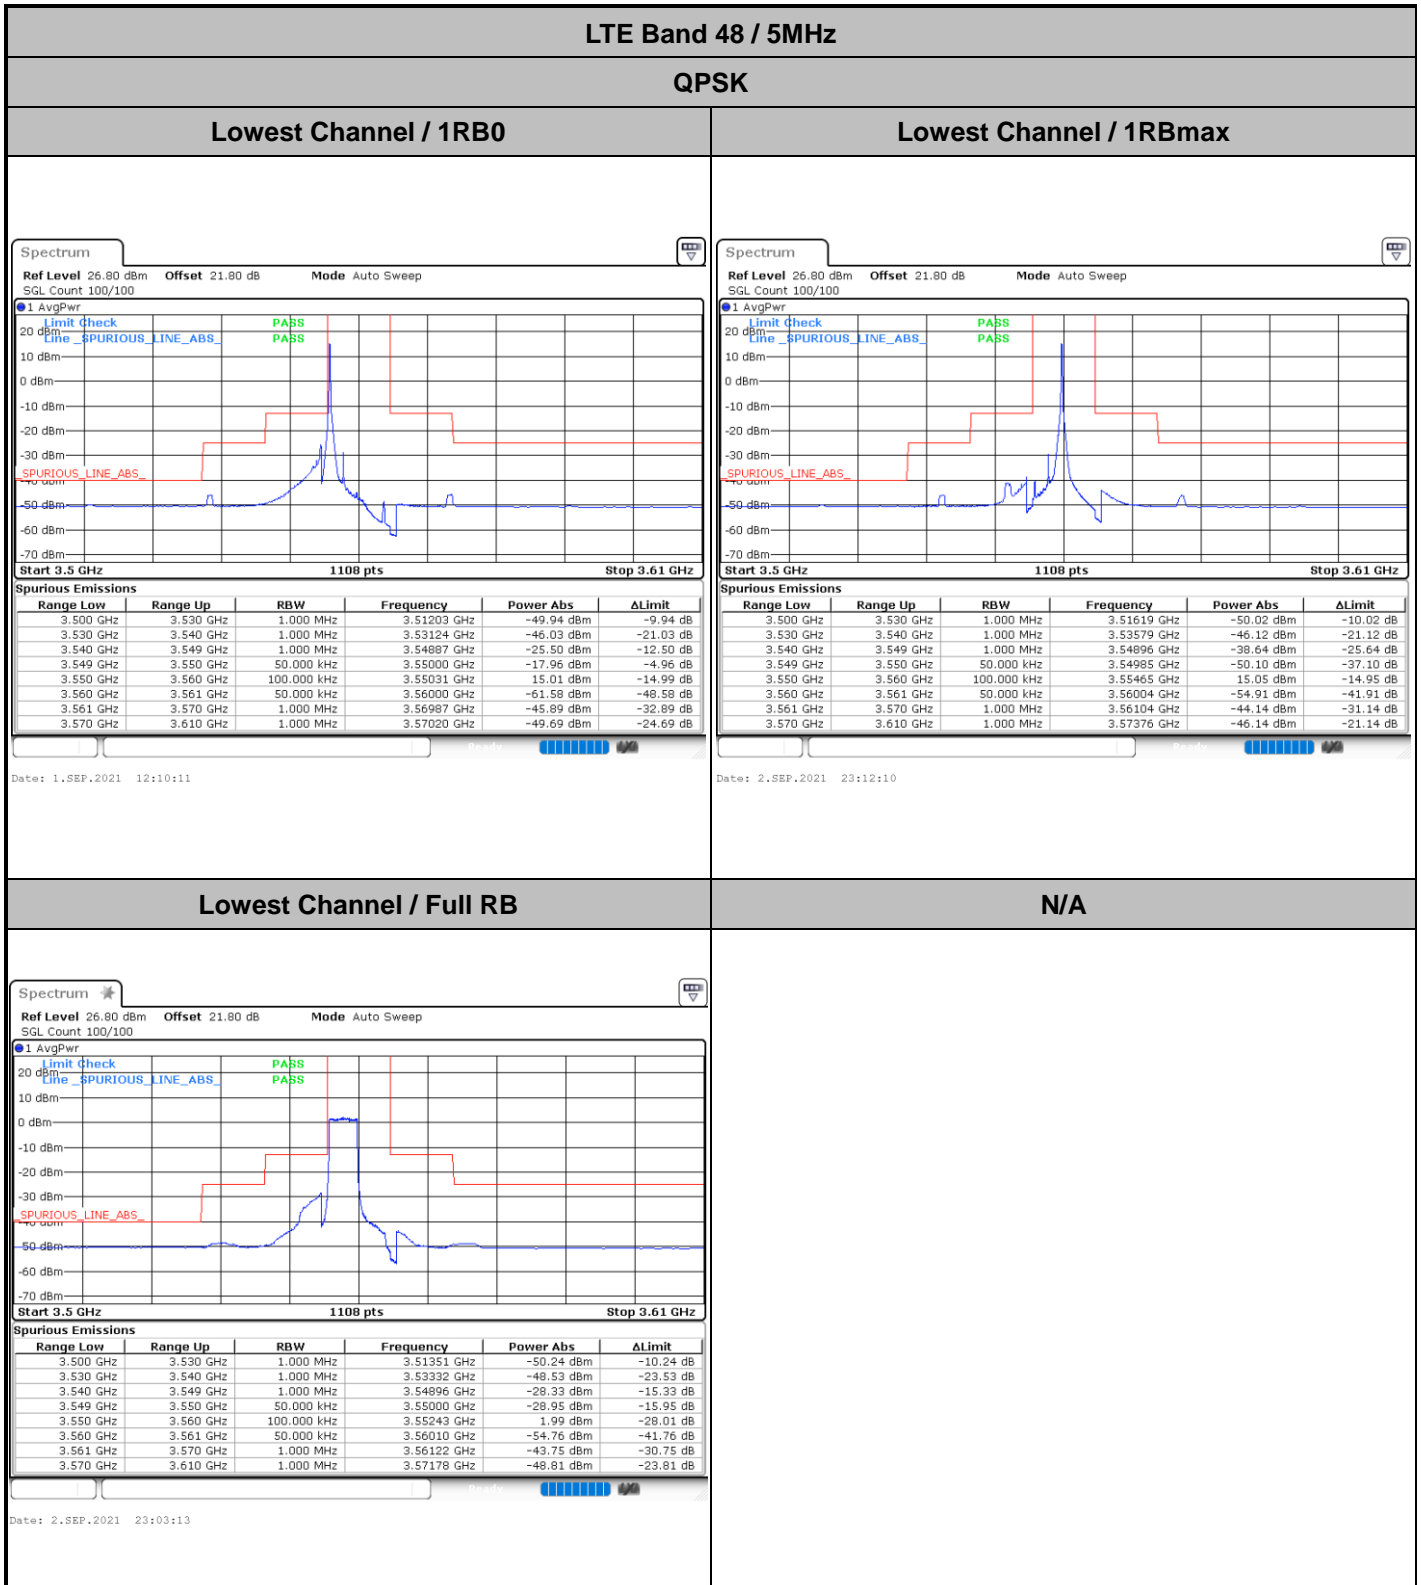 LTE Band 48 / 5MHz
QPSK
Lowest Channel / 1RB0
Lowest Channel / 1RBmax
Spectrum
Ref Level 26.80 dBm Offset 21.80 dB Mode Auto Sweep
SGL Count 100/100
1 AvgPwr
Limit Check PASS
Line _SPURIOUS_LINE_ABS_ PASS
20 dBm
10 dBm
0 dBm
-10 dBm
-20 dBm
-30 dBm
_SPURIOUS_LINE_ABS_
-40 dBm
-50 dBm
-60 dBm
-70 dBm
Start 3.5 GHz 1108 pts Stop 3.61 GHz
Spurious Emissions
Range Low Range Up RBW Frequency Power Abs ΔLimit
3.500 GHz 3.530 GHz 1.000 MHz 3.51203 GHz -49.94 dBm -9.94 dB
3.530 GHz 3.540 GHz 1.000 MHz 3.53124 GHz -46.03 dBm -21.03 dB
3.540 GHz 3.549 GHz 1.000 MHz 3.54887 GHz -25.50 dBm -12.50 dB
3.549 GHz 3.550 GHz 50.000 kHz 3.55000 GHz -17.96 dBm -4.96 dB
3.550 GHz 3.560 GHz 100.000 kHz 3.55031 GHz 15.01 dBm -14.99 dB
3.560 GHz 3.561 GHz 50.000 kHz 3.56000 GHz -61.58 dBm -48.58 dB
3.561 GHz 3.570 GHz 1.000 MHz 3.56987 GHz -45.89 dBm -32.89 dB
3.570 GHz 3.610 GHz 1.000 MHz 3.57020 GHz -49.69 dBm -24.69 dB
Ready
Date: 1.SEP.2021 12:10:11
Spectrum
Ref Level 26.80 dBm Offset 21.80 dB Mode Auto Sweep
SGL Count 100/100
1 AvgPwr
Limit Check PASS
Line _SPURIOUS_LINE_ABS_ PASS
20 dBm
10 dBm
0 dBm
-10 dBm
-20 dBm
-30 dBm
_SPURIOUS_LINE_ABS_
-40 dBm
-50 dBm
-60 dBm
-70 dBm
Start 3.5 GHz 1108 pts Stop 3.61 GHz
Spurious Emissions
Range Low Range Up RBW Frequency Power Abs ΔLimit
3.500 GHz 3.530 GHz 1.000 MHz 3.51619 GHz -50.02 dBm -10.02 dB
3.530 GHz 3.540 GHz 1.000 MHz 3.53579 GHz -46.12 dBm -21.12 dB
3.540 GHz 3.549 GHz 1.000 MHz 3.54896 GHz -38.64 dBm -25.64 dB
3.549 GHz 3.550 GHz 50.000 kHz 3.54985 GHz -50.10 dBm -37.10 dB
3.550 GHz 3.560 GHz 100.000 kHz 3.55465 GHz 15.05 dBm -14.95 dB
3.560 GHz 3.561 GHz 50.000 kHz 3.56004 GHz -54.91 dBm -41.91 dB
3.561 GHz 3.570 GHz 1.000 MHz 3.56104 GHz -44.14 dBm -31.14 dB
3.570 GHz 3.610 GHz 1.000 MHz 3.57376 GHz -46.14 dBm -21.14 dB
Ready
Date: 2.SEP.2021 23:12:10
Lowest Channel / Full RB
N/A
Spectrum
Ref Level 26.80 dBm Offset 21.80 dB Mode Auto Sweep
SGL Count 100/100
1 AvgPwr
Limit Check PASS
Line _SPURIOUS_LINE_ABS_ PASS
20 dBm
10 dBm
0 dBm
-10 dBm
-20 dBm
-30 dBm
_SPURIOUS_LINE_ABS_
-40 dBm
-50 dBm
-60 dBm
-70 dBm
Start 3.5 GHz 1108 pts Stop 3.61 GHz
Spurious Emissions
Range Low Range Up RBW Frequency Power Abs ΔLimit
3.500 GHz 3.530 GHz 1.000 MHz 3.51351 GHz -50.24 dBm -10.24 dB
3.530 GHz 3.540 GHz 1.000 MHz 3.53332 GHz -48.53 dBm -23.53 dB
3.540 GHz 3.549 GHz 1.000 MHz 3.54896 GHz -28.33 dBm -15.33 dB
3.549 GHz 3.550 GHz 50.000 kHz 3.55000 GHz -28.95 dBm -15.95 dB
3.550 GHz 3.560 GHz 100.000 kHz 3.55243 GHz 1.99 dBm -28.01 dB
3.560 GHz 3.561 GHz 50.000 kHz 3.56010 GHz -54.76 dBm -41.76 dB
3.561 GHz 3.570 GHz 1.000 MHz 3.56122 GHz -43.75 dBm -30.75 dB
3.570 GHz 3.610 GHz 1.000 MHz 3.57178 GHz -48.81 dBm -23.81 dB
Ready
Date: 2.SEP.2021 23:03:13